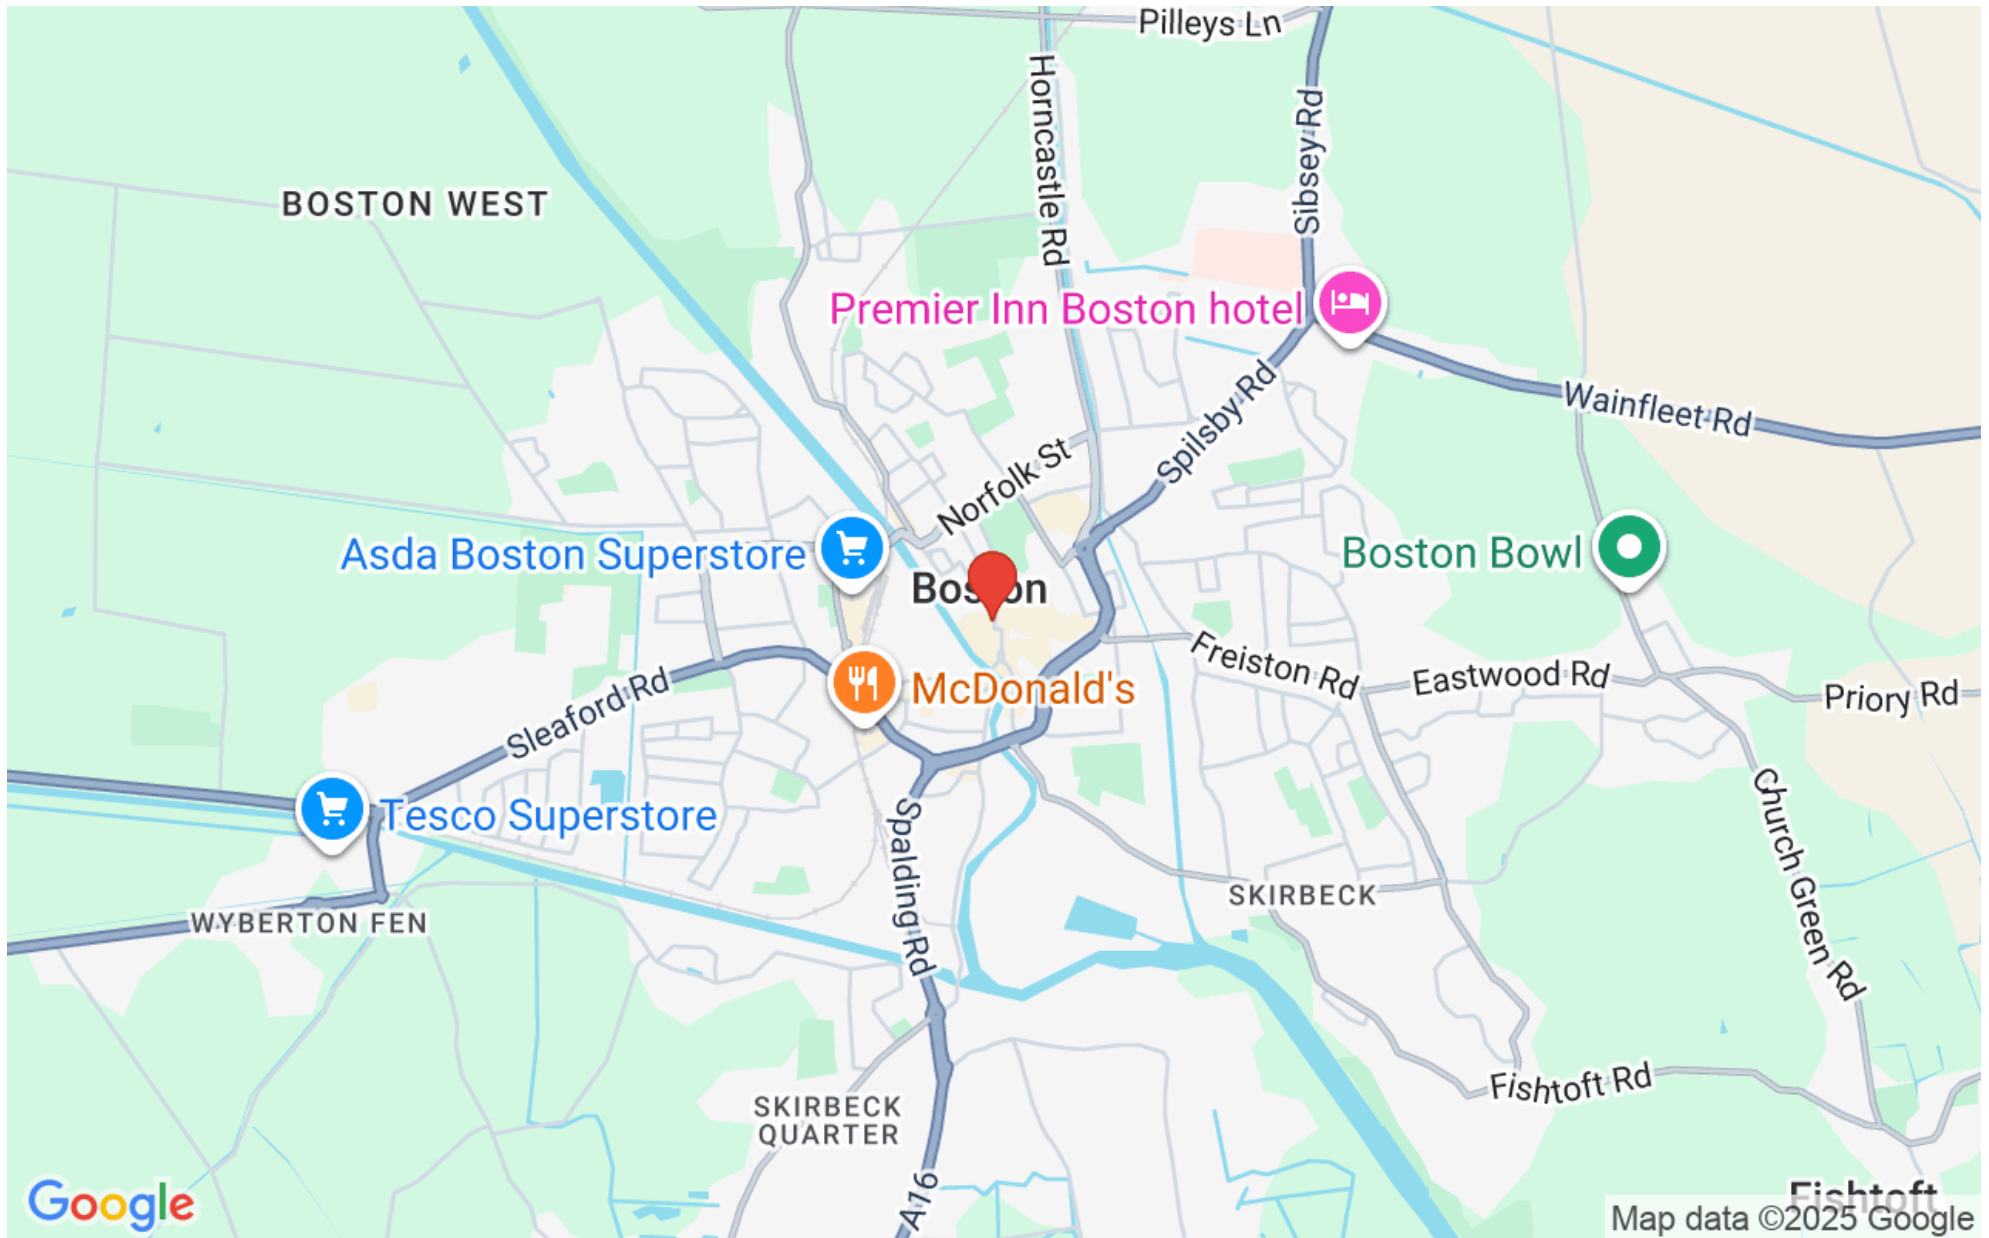 Pilleys Ln
Horncastle Rd
Sibsey Rd
BOSTON WEST
Premier Inn Boston hotel
Spilsby Rd
Wainfleet Rd
Norfolk St
Asda Boston Superstore
Boston
Boston Bowl
Freiston Rd
Eastwood Rd
Priory Rd
McDonald's
Sleaford Rd
Tesco Superstore
Spalding Rd
Church Green Rd
SKIRBECK
WYBERTON FEN
Fishtoft Rd
SKIRBECK
QUARTER
A16
Fishtoft
Google
Map data ©2025 Google